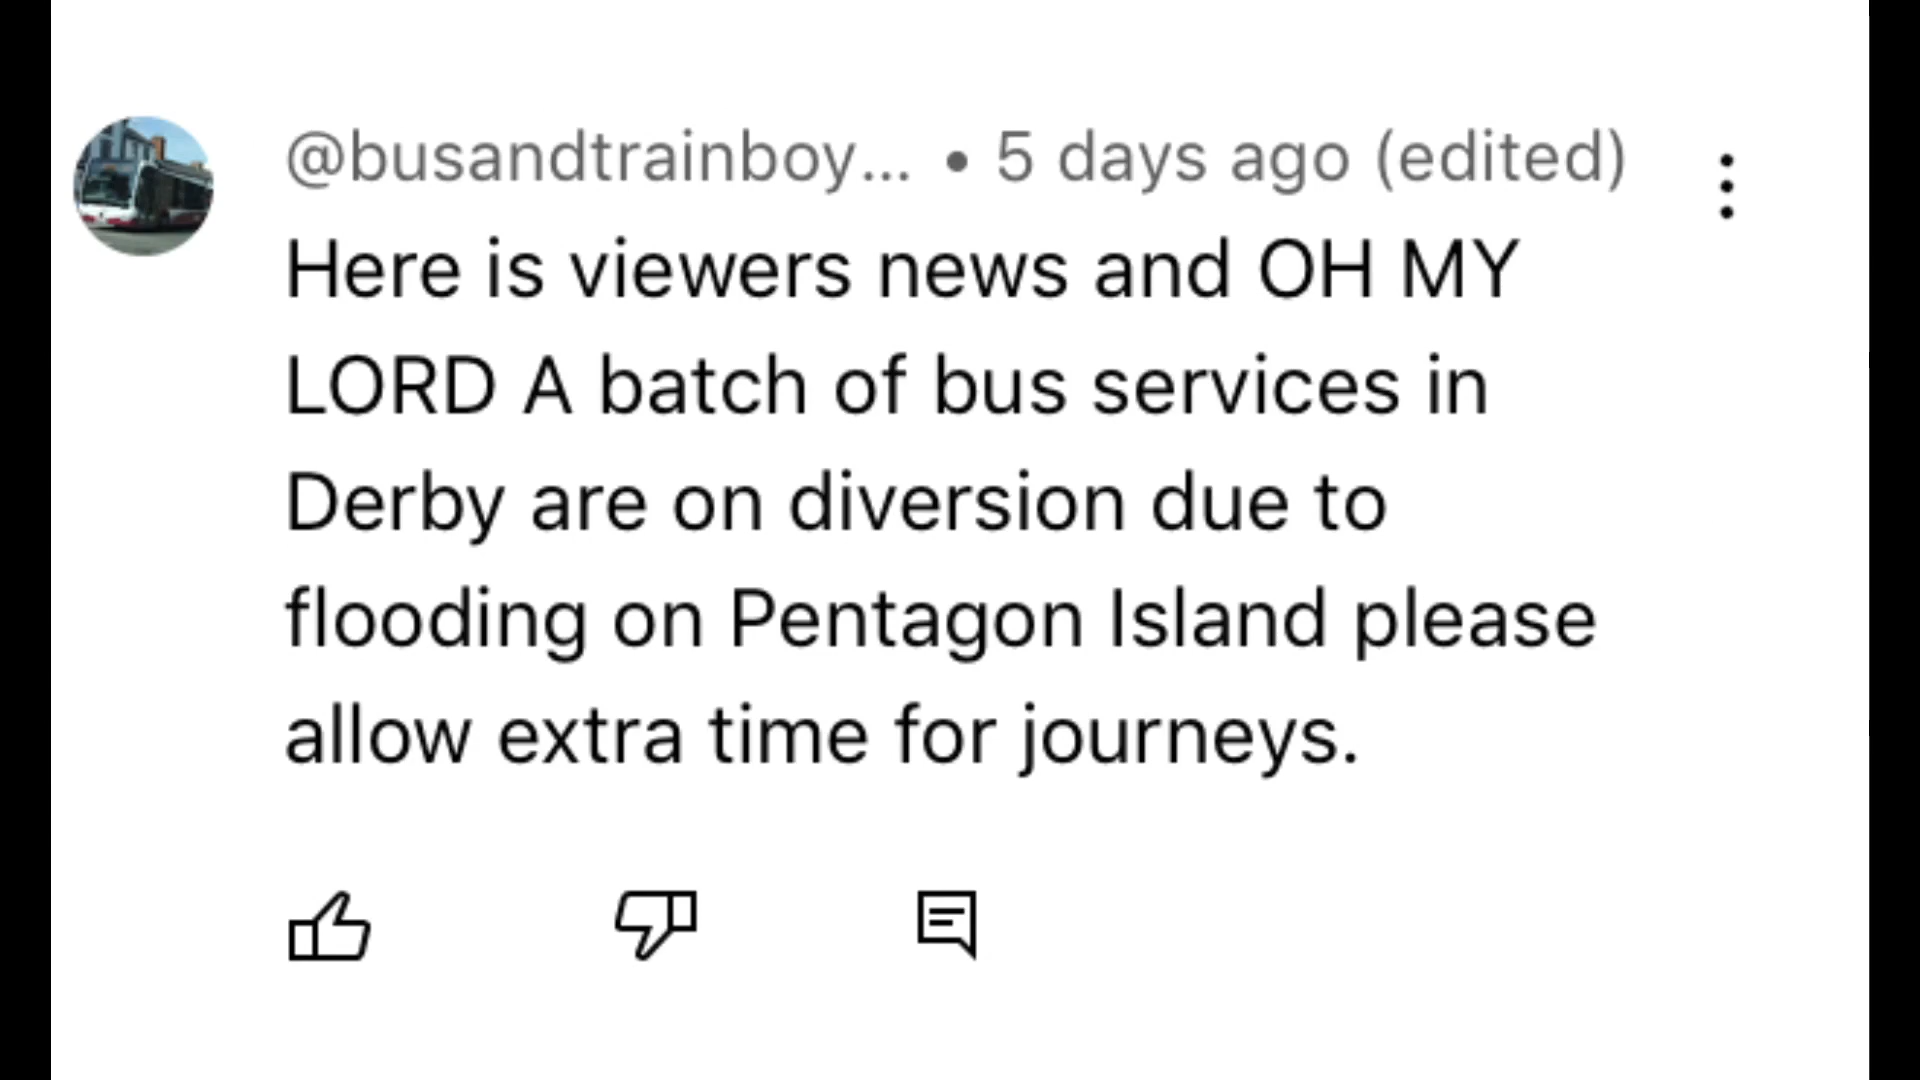 @busandtrainboy... • 5 days ago (edited)
Here is viewers news and OH MY
LORD A batch of bus services in
Derby are on diversion due to
flooding on Pentagon Island please
allow extra time for journeys.